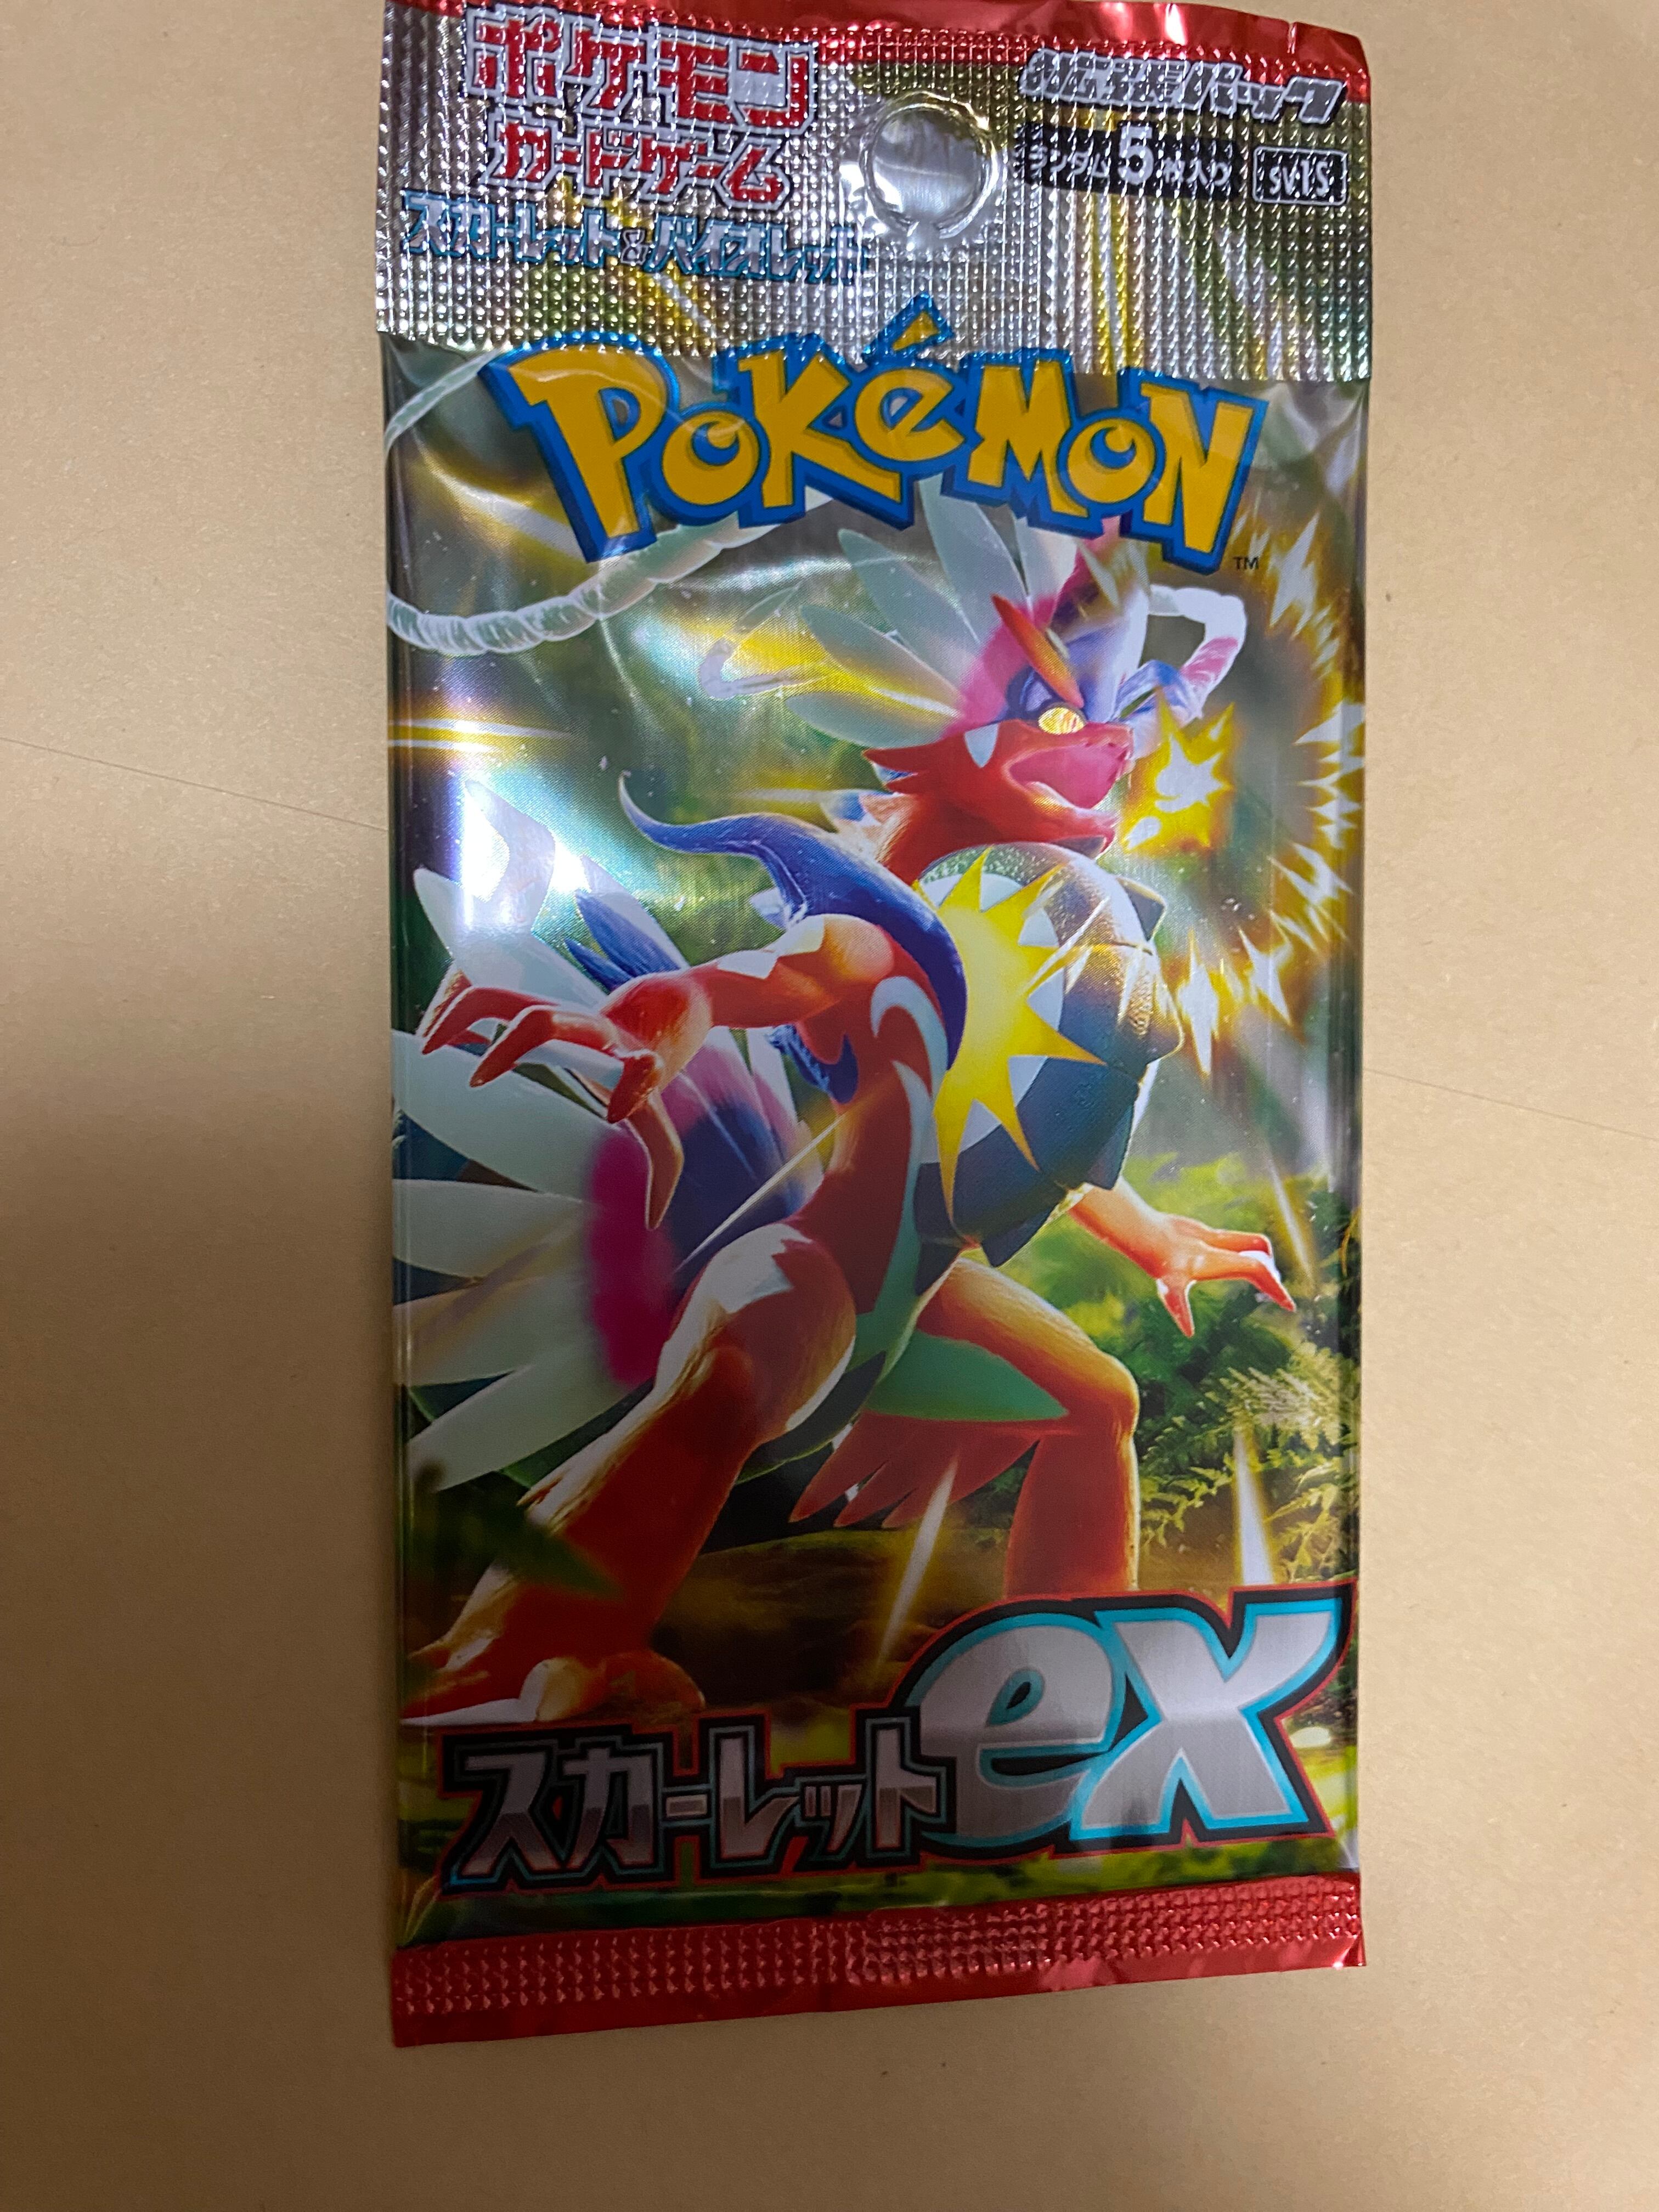 ポケモン
カードゲーム
スカーレット&バイオレット
拡張パック
ランダム5枚入り SV1S
POKéMON
TM
スカーレットex